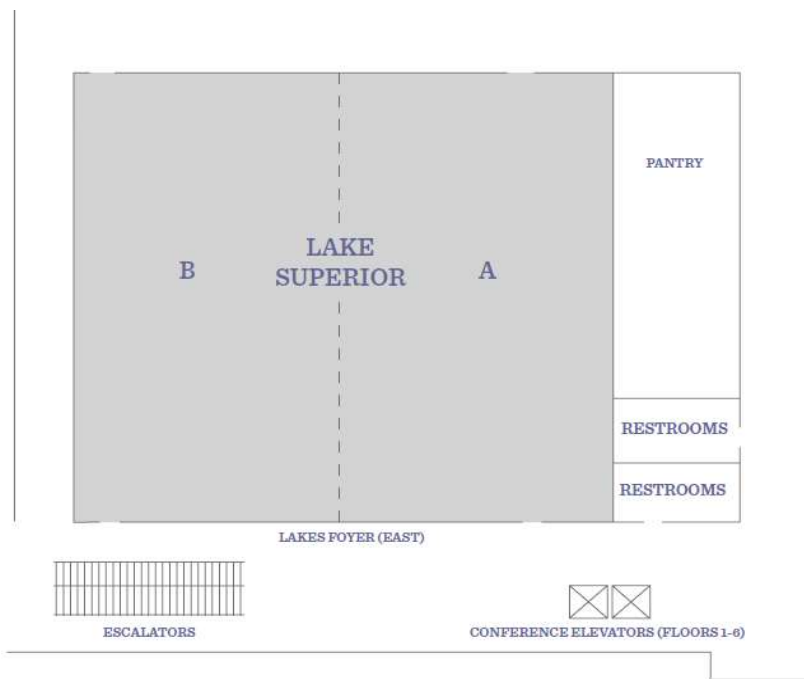 PANTRY
LAKE
SUPERIOR
B
A
RESTROOMS
RESTROOMS
LAKES FOYER (EAST)
ESCALATORS
CONFERENCE ELEVATORS (FLOORS 1-6)